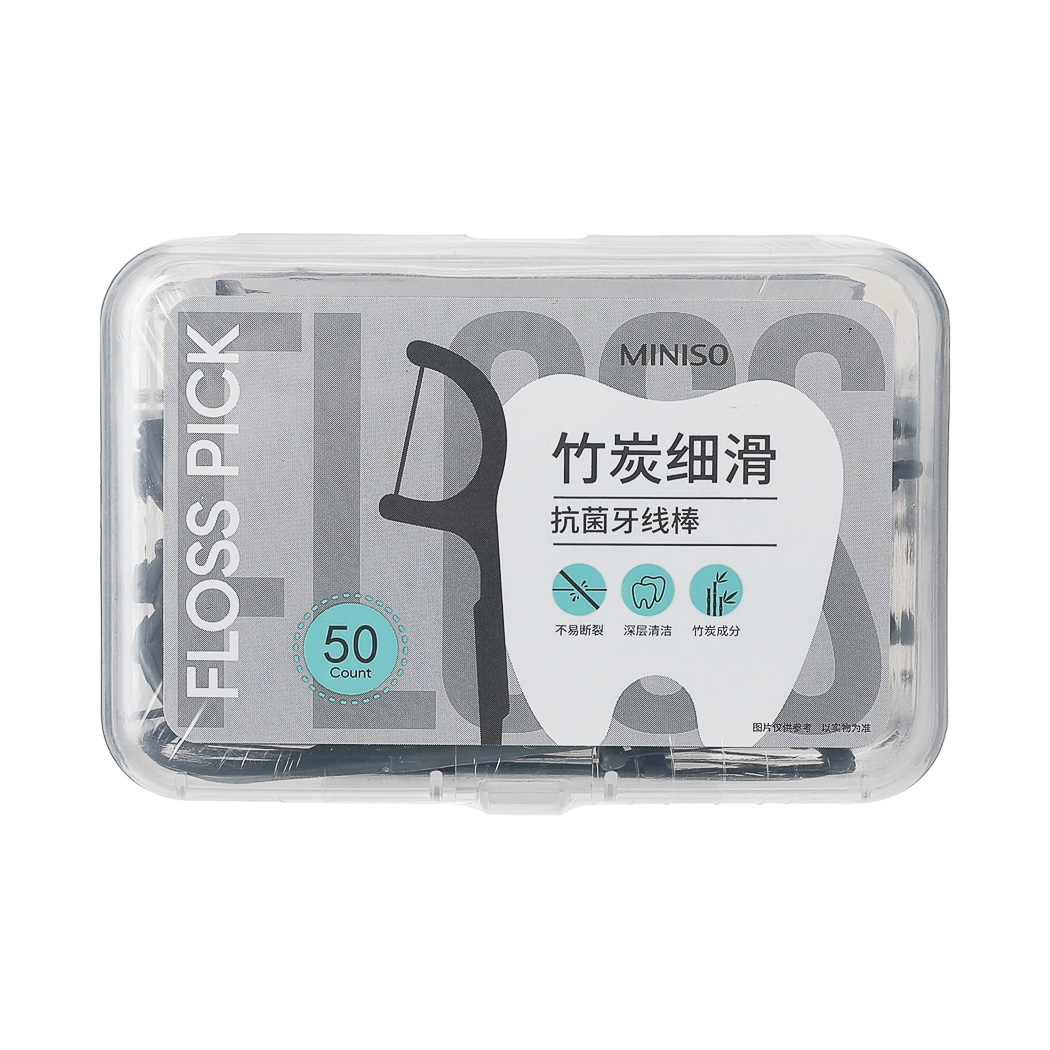 FLOSS PICK
FLOSS
MINISO
竹炭细滑
抗菌牙线棒
不易断裂 深层清洁 竹炭成分
50
Count
图片仅供参考 以实物为准